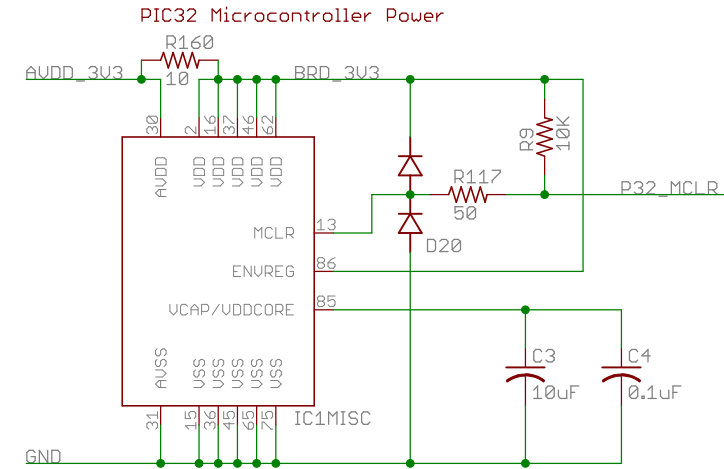 PIC32 Microcontroller Power
R160
AVDD_3V3
10
BRD_3V3
30
2
16
37
46
62
R9
10K
AVDD
VDD
VDD
VDD
VDD
VDD
R117
P32_MCLR
50
MCLR
13
D20
ENVREG
86
VCAP/VDDCORE
85
C3
C4
10uF
0.1uF
AVSS
VSS
VSS
VSS
VSS
VSS
31
15
36
45
65
75
IC1MISC
GND